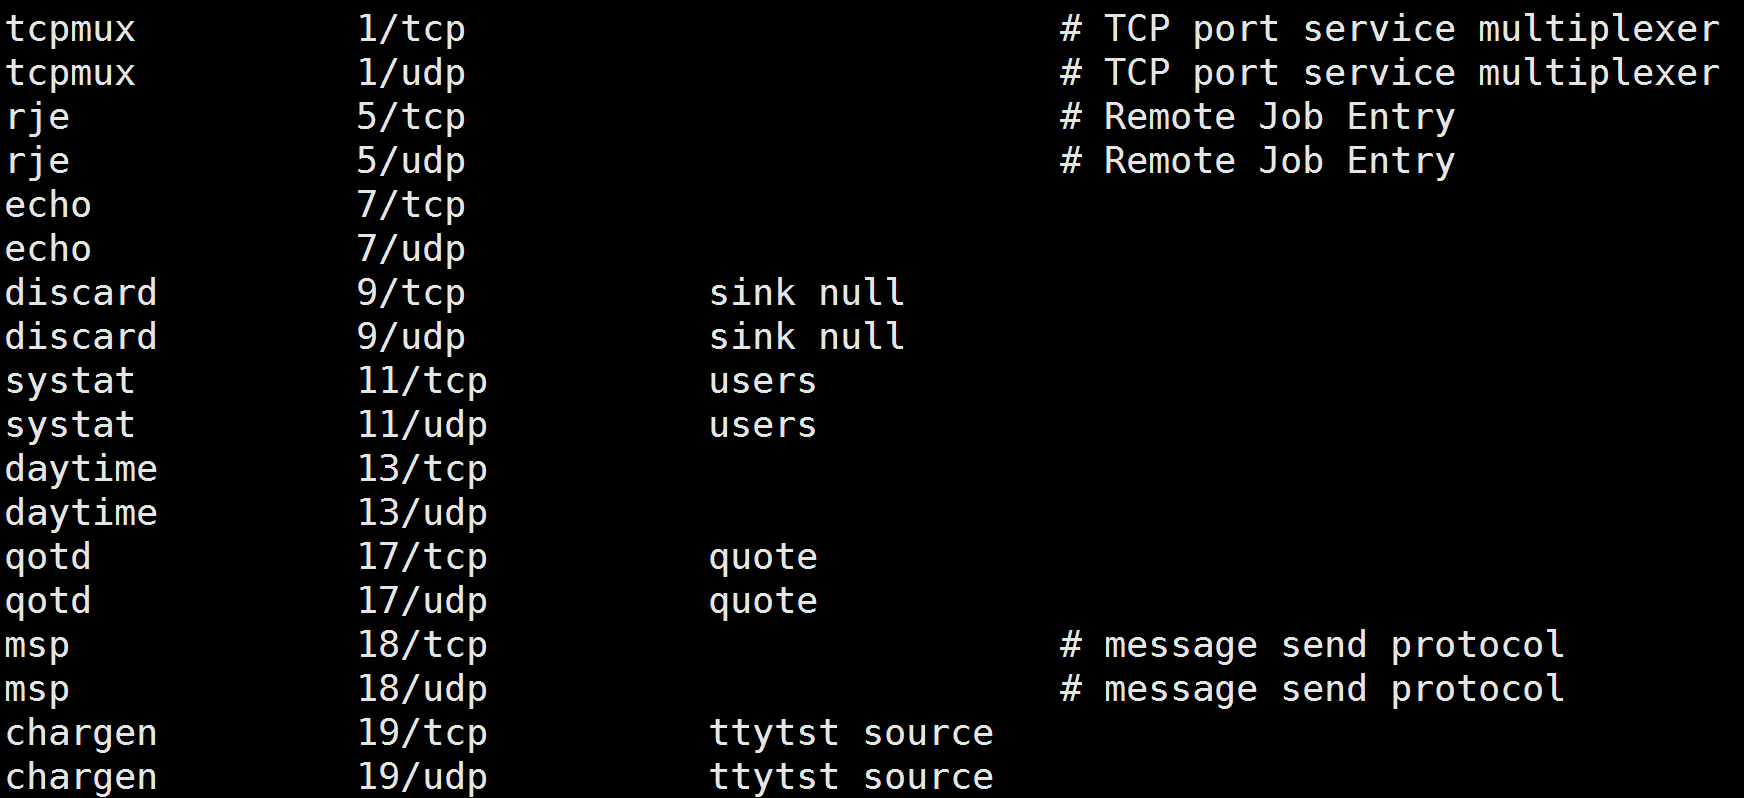 tcpmux          1/tcp                           # TCP port service multiplexer
tcpmux          1/udp                           # TCP port service multiplexer
rje             5/tcp                           # Remote Job Entry
rje             5/udp                           # Remote Job Entry
echo            7/tcp
echo            7/udp
discard         9/tcp           sink null
discard         9/udp           sink null
systat          11/tcp          users
systat          11/udp          users
daytime         13/tcp
daytime         13/udp
qotd            17/tcp          quote
qotd            17/udp          quote
msp             18/tcp                          # message send protocol
msp             18/udp                          # message send protocol
chargen         19/tcp          ttytst source
chargen         19/udp          ttytst source